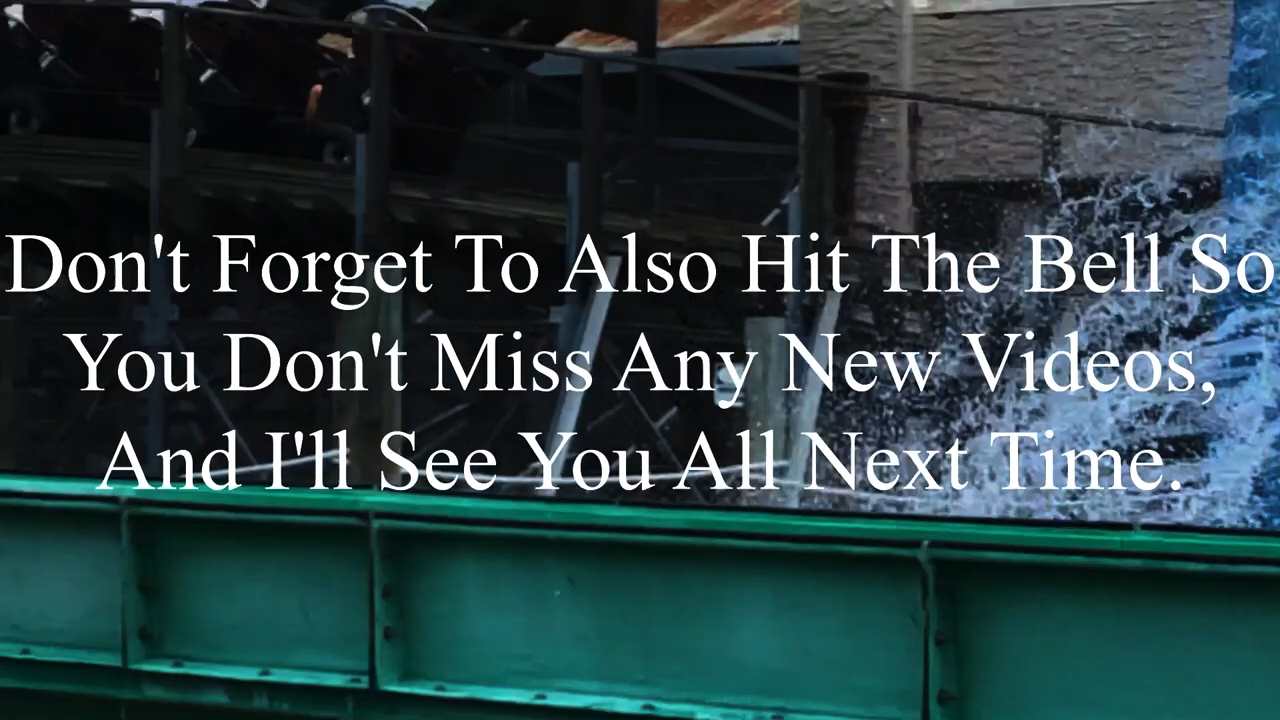 Don't Forget To Also Hit The Bell So
You Don't Miss Any New Videos,
And I'll See You All Next Time.